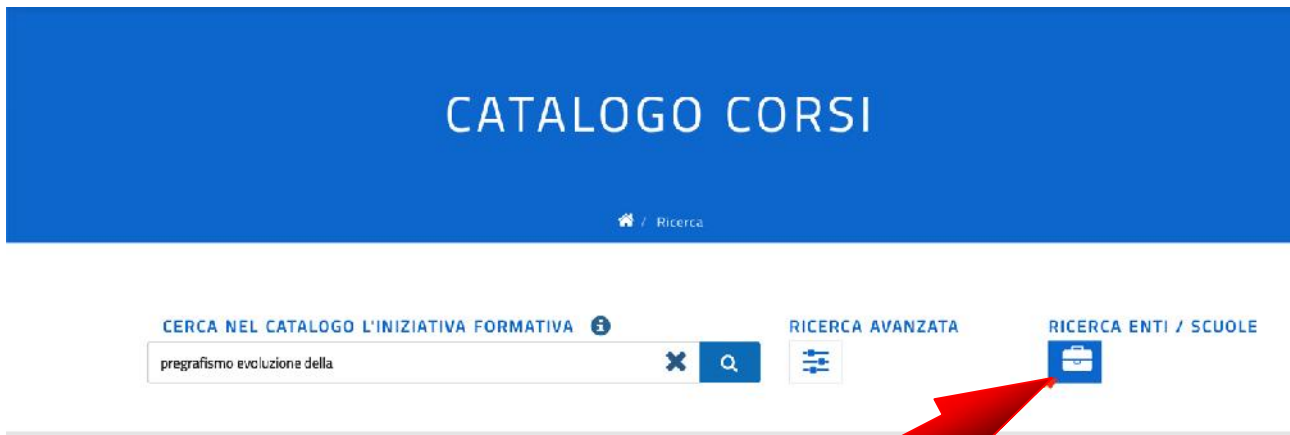 CATALOGO CORSI
/ Ricerca
CERCA NEL CATALOGO L'INIZIATIVA FORMATIVA
RICERCA AVANZATA
RICERCA ENTI / SCUOLE
pregrafismo evoluzione della